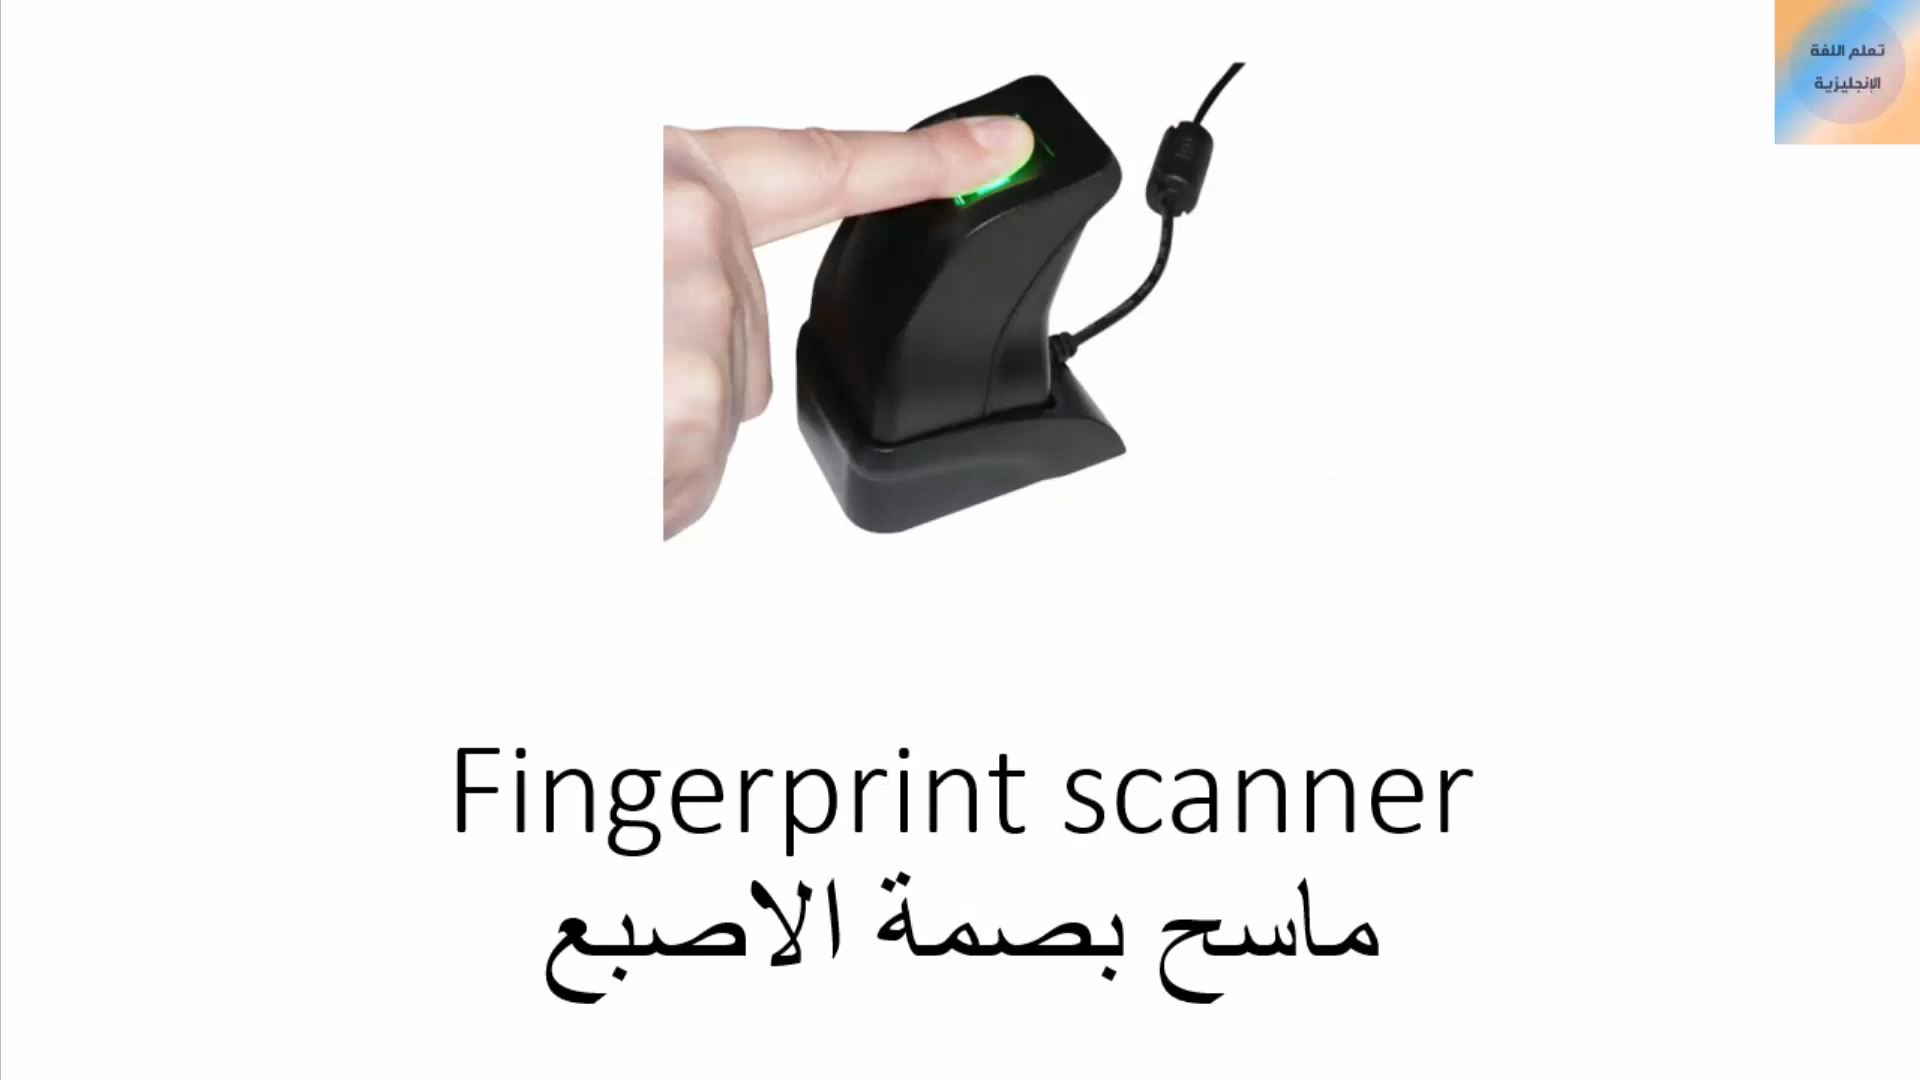 تعلم اللغة
الإنجليزية
Fingerprint scanner
ماسح بصمة الاصبع